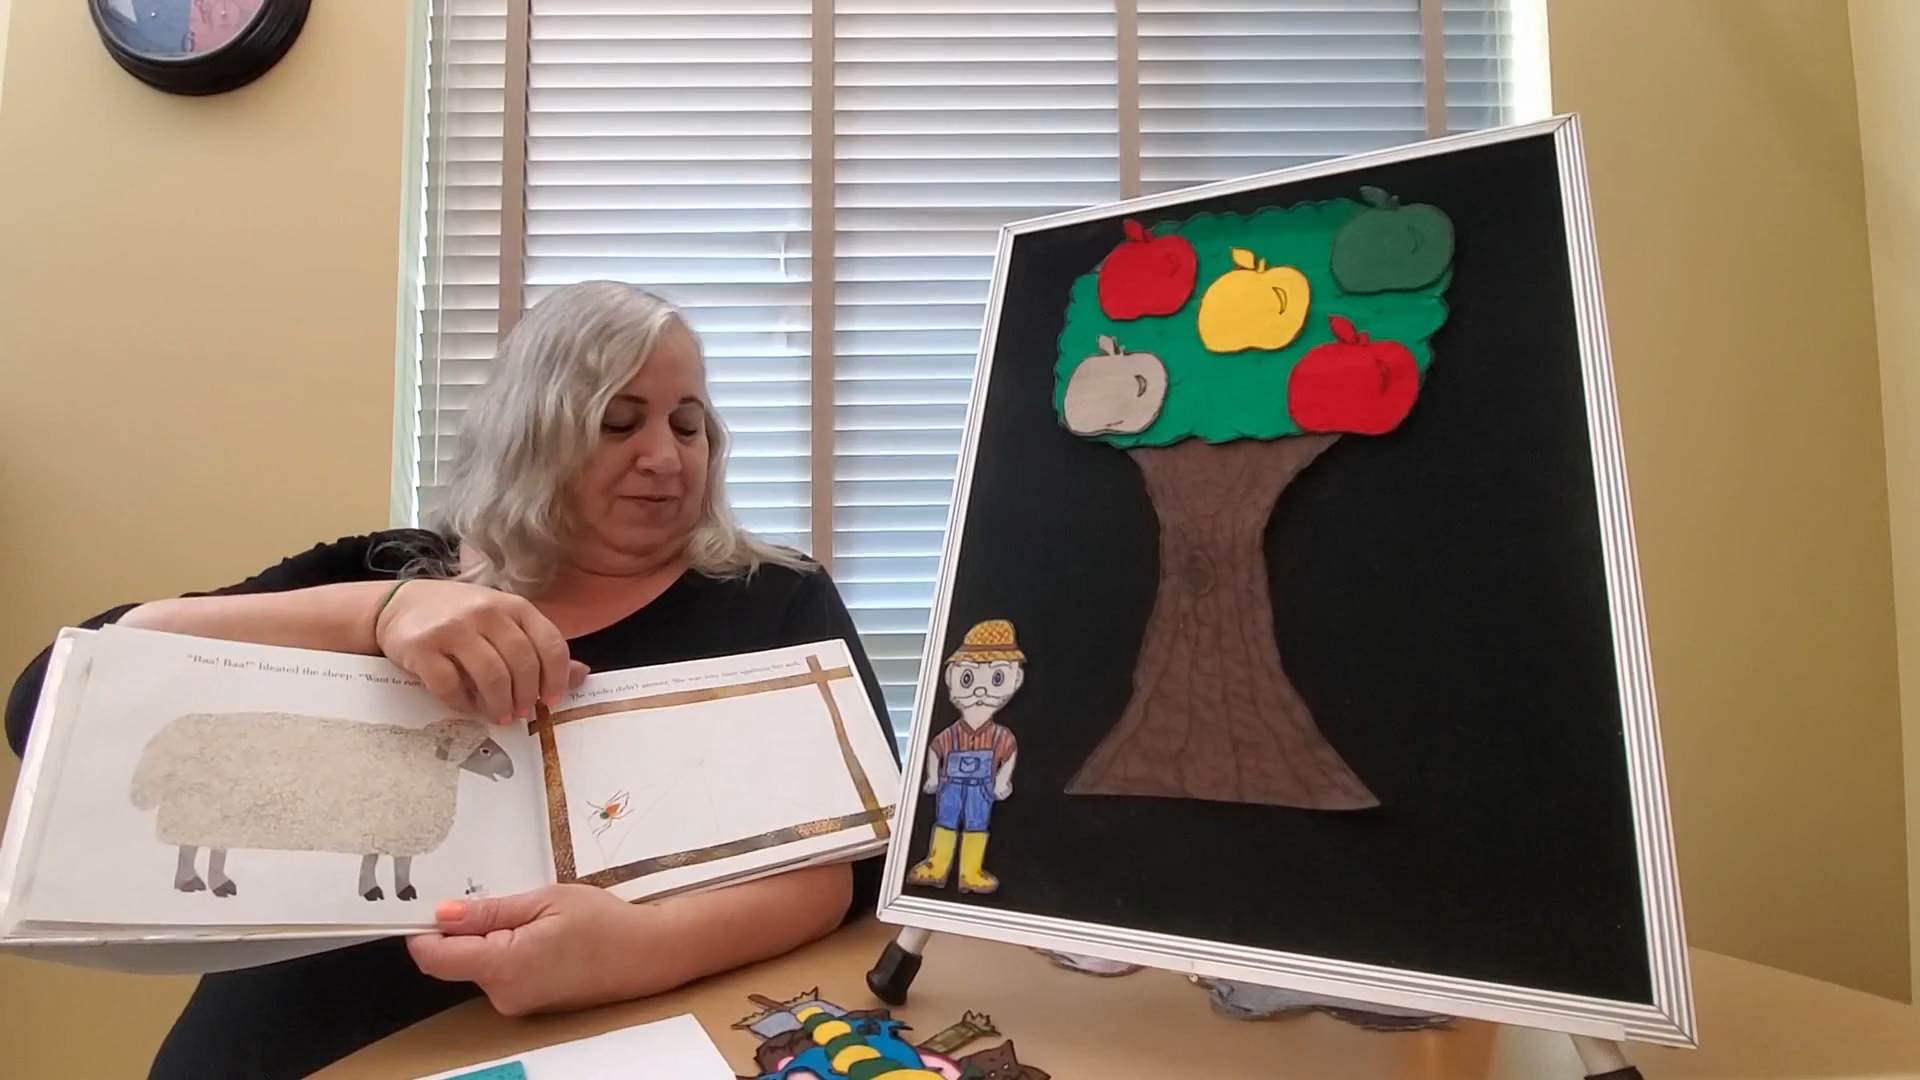 "Baa! Baa!" bleated the sheep. "Want to run
The spider didn't answer. She was very busy spinning her web.